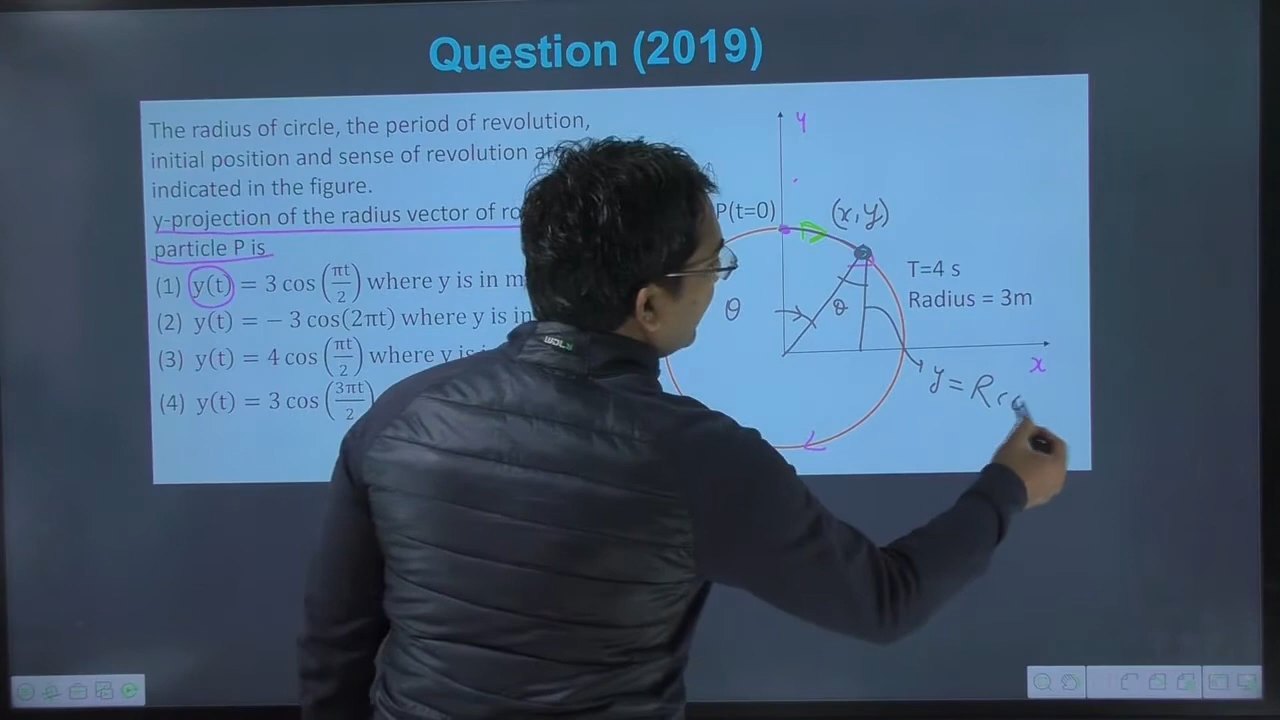 Question (2019)
The radius of circle, the period of revolution,
initial position and sense of revolution
indicated in the figure.
y-projection of the radius vector of
particle P is
(1) y(t) = 3 cos (πt/2) where y is in
(2) y(t) = − 3 cos(2πt) where y is in
(3) y(t) = 4 cos (πt/2) where y is
(4) y(t) = 3 cos (3πt/2)
y
P(t=0)
(x,y)
T=4 s
Radius = 3m
θ
θ
x
y = R